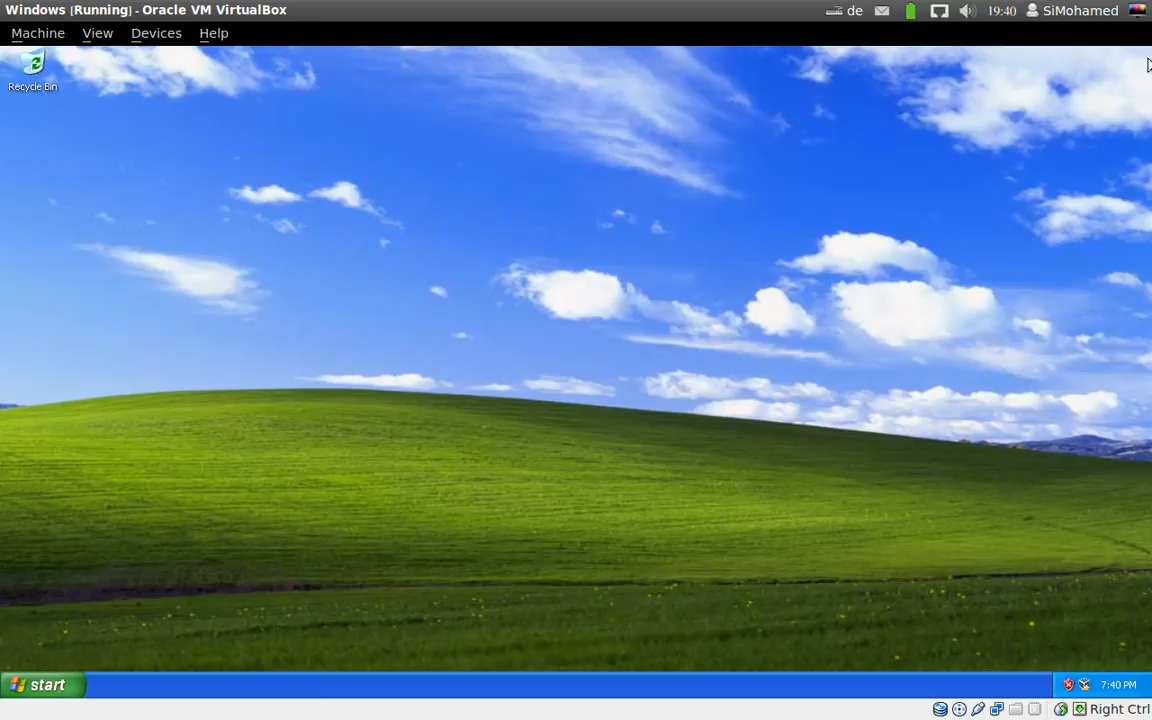 Windows [Running] - Oracle VM VirtualBox
de 19:40 SiMohamed
Machine View Devices Help
Recycle Bin
start
7:40 PM
Right Ctrl